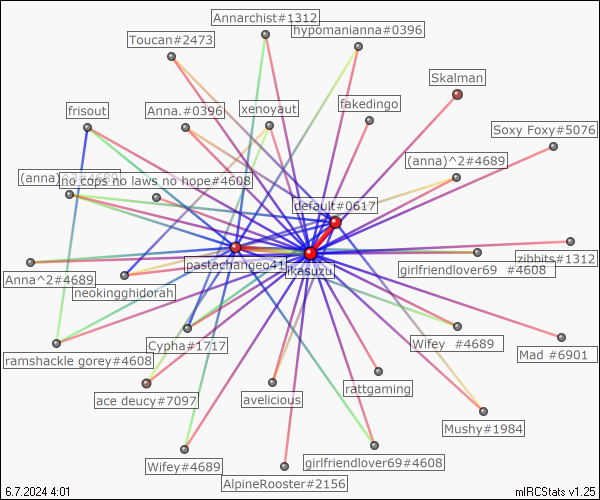 Annarchist#1312
hypomanianna#0396
Toucan#2473
Skalman
fakedingo
xenoyaut
Anna.#0396
frisout
Soxy Foxy#5076
(anna)^2#4689
(anna)^2#4689
no cops no laws no hope#4608
default#0617
zibbits#1312
pastachangeo41
ikasuzu
girlfriendlover69 #4608
Anna^2#4689
neokingghidorah
Cypha#1717
Wifey #4689
Mad #6901
ramshackle gorey#4608
rattgaming
ace deucy#7097
avelicious
Mushy#1984
Wifey#4689
girlfriendlover69#4608
AlpineRooster#2156
6.7.2024 4:01
mIRCStats v1.25